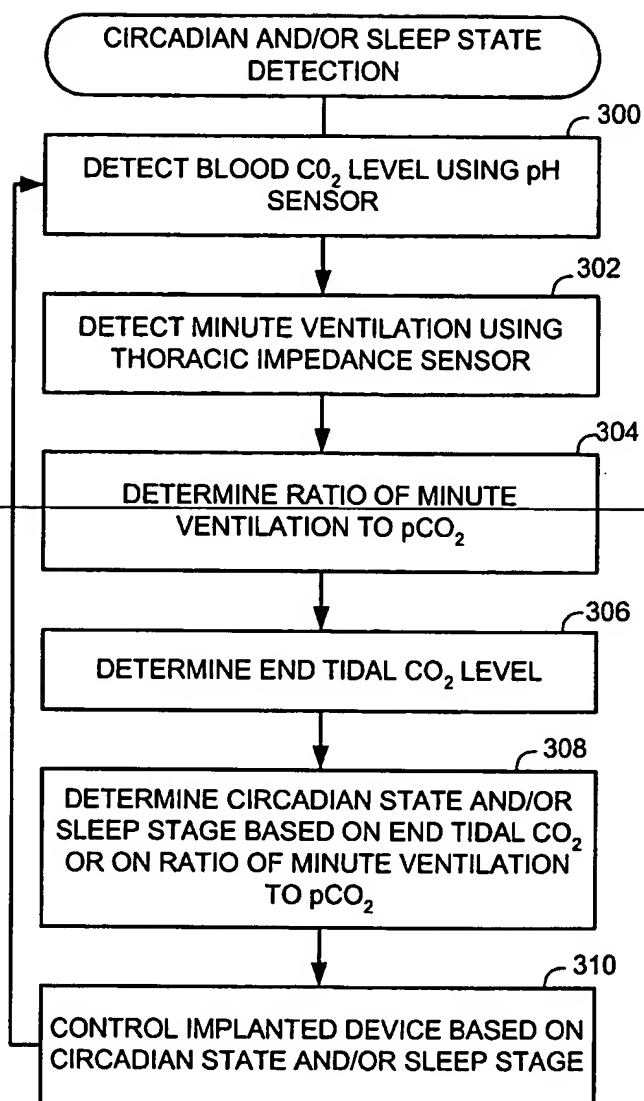 CIRCADIAN AND/OR SLEEP STATE
DETECTION
300
DETECT BLOOD C0₂ LEVEL USING pH
SENSOR
302
DETECT MINUTE VENTILATION USING
THORACIC IMPEDANCE SENSOR
304
DETERMINE RATIO OF MINUTE
VENTILATION TO pCO₂
306
DETERMINE END TIDAL CO₂ LEVEL
308
DETERMINE CIRCADIAN STATE AND/OR
SLEEP STAGE BASED ON END TIDAL CO₂
OR ON RATIO OF MINUTE VENTILATION
TO pCO₂
310
CONTROL IMPLANTED DEVICE BASED ON
CIRCADIAN STATE AND/OR SLEEP STAGE